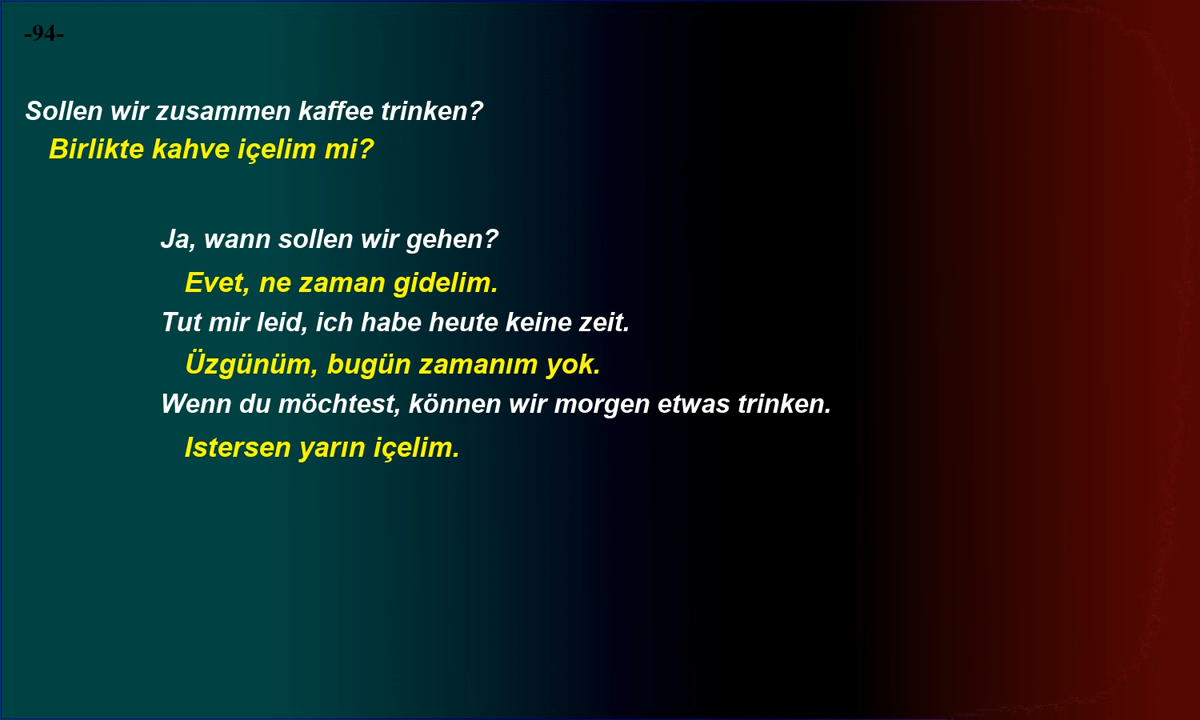 -94-
Sollen wir zusammen kaffee trinken?
Birlikte kahve içelim mi?
Ja, wann sollen wir gehen?
Evet, ne zaman gidelim.
Tut mir leid, ich habe heute keine zeit.
Üzgünüm, bugün zamanım yok.
Wenn du möchtest, können wir morgen etwas trinken.
Istersen yarın içelim.